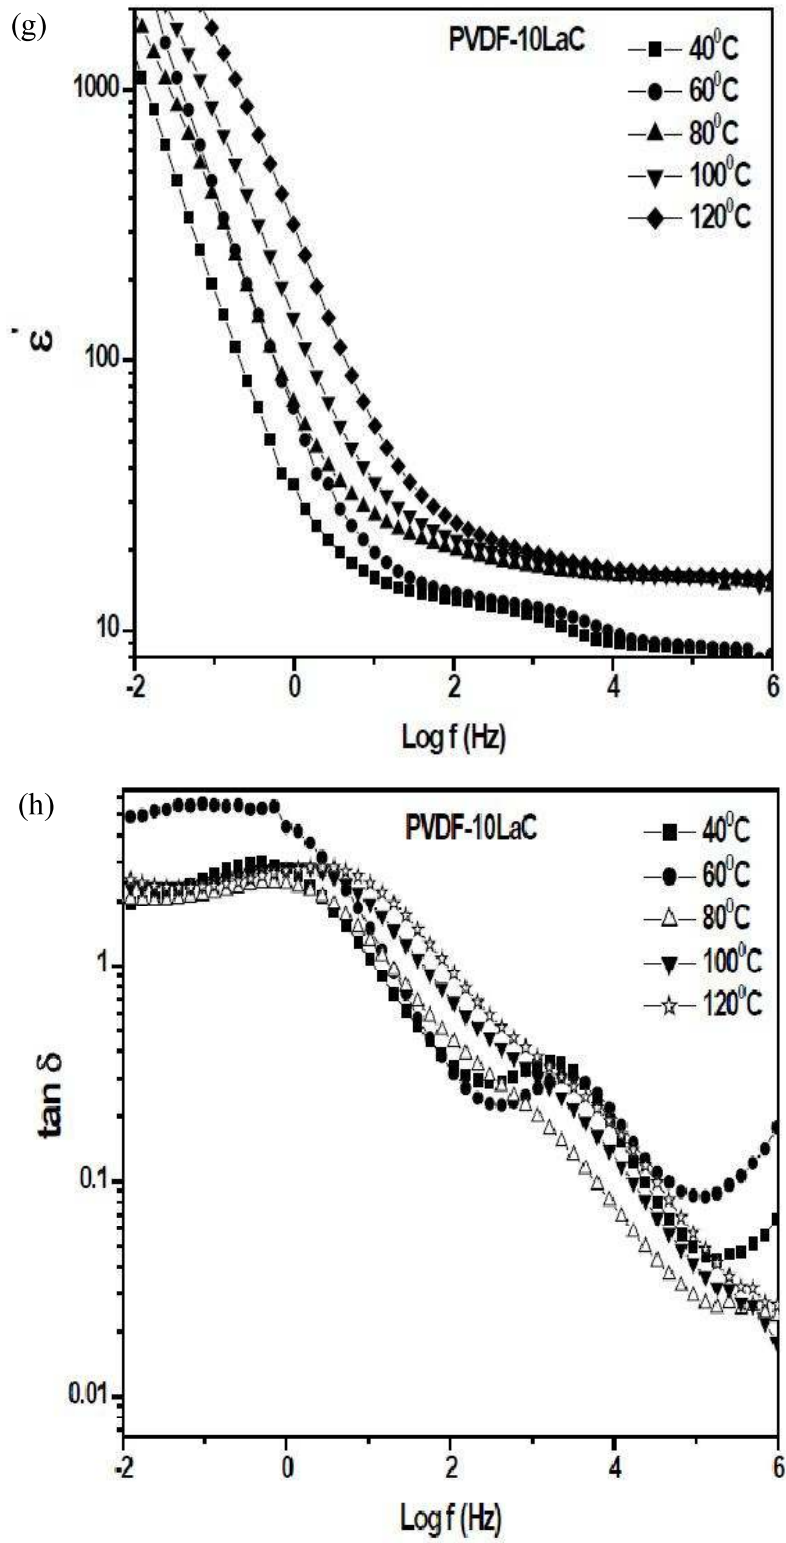 (g)
PVDF-10LaC
40⁰C
60⁰C
80⁰C
100⁰C
120⁰C
1000
100
10
ε'
-2 0 2 4 6
Log f (Hz)
(h)
PVDF-10LaC
40⁰C
60⁰C
80⁰C
100⁰C
120⁰C
1
0.1
0.01
tan δ
-2 0 2 4 6
Log f (Hz)